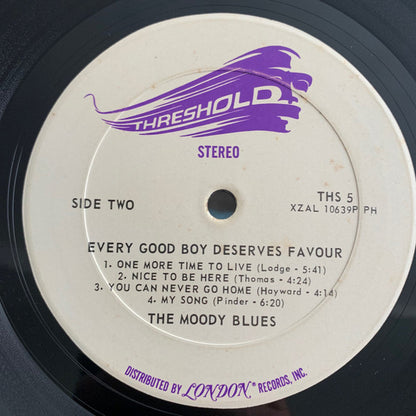 THRESHOLD
STEREO
SIDE TWO
THS 5
XZAL 10639P PH
EVERY GOOD BOY DESERVES FAVOUR
1. ONE MORE TIME TO LIVE (Lodge - 5:41)
2. NICE TO BE HERE (Thomas - 4:24)
3. YOU CAN NEVER GO HOME (Hayward - 4:14)
4. MY SONG (Pinder - 6:20)
THE MOODY BLUES
DISTRIBUTED BY LONDON® RECORDS, INC.